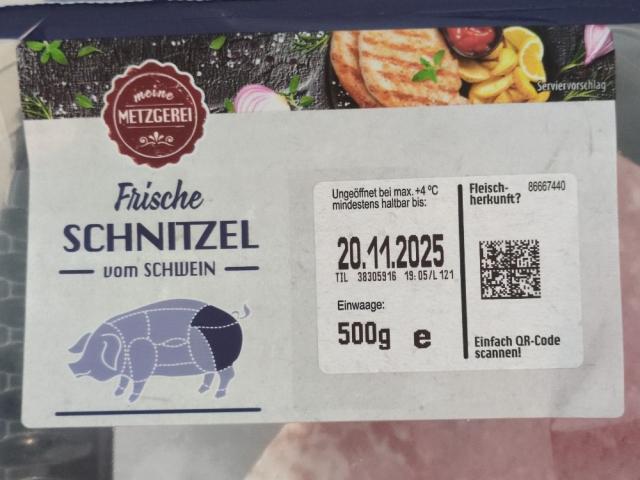 Serviervorschlag
meine
METZGEREI
Frische
SCHNITZEL
vom SCHWEIN
Ungeöffnet bei max. +4 °C
mindestens haltbar bis:
20.11.2025
TIL 38305916 19:05/L 121
Einwaage:
500g e
Fleisch-
herkunft?
86667440
Einfach QR-Code
scannen!